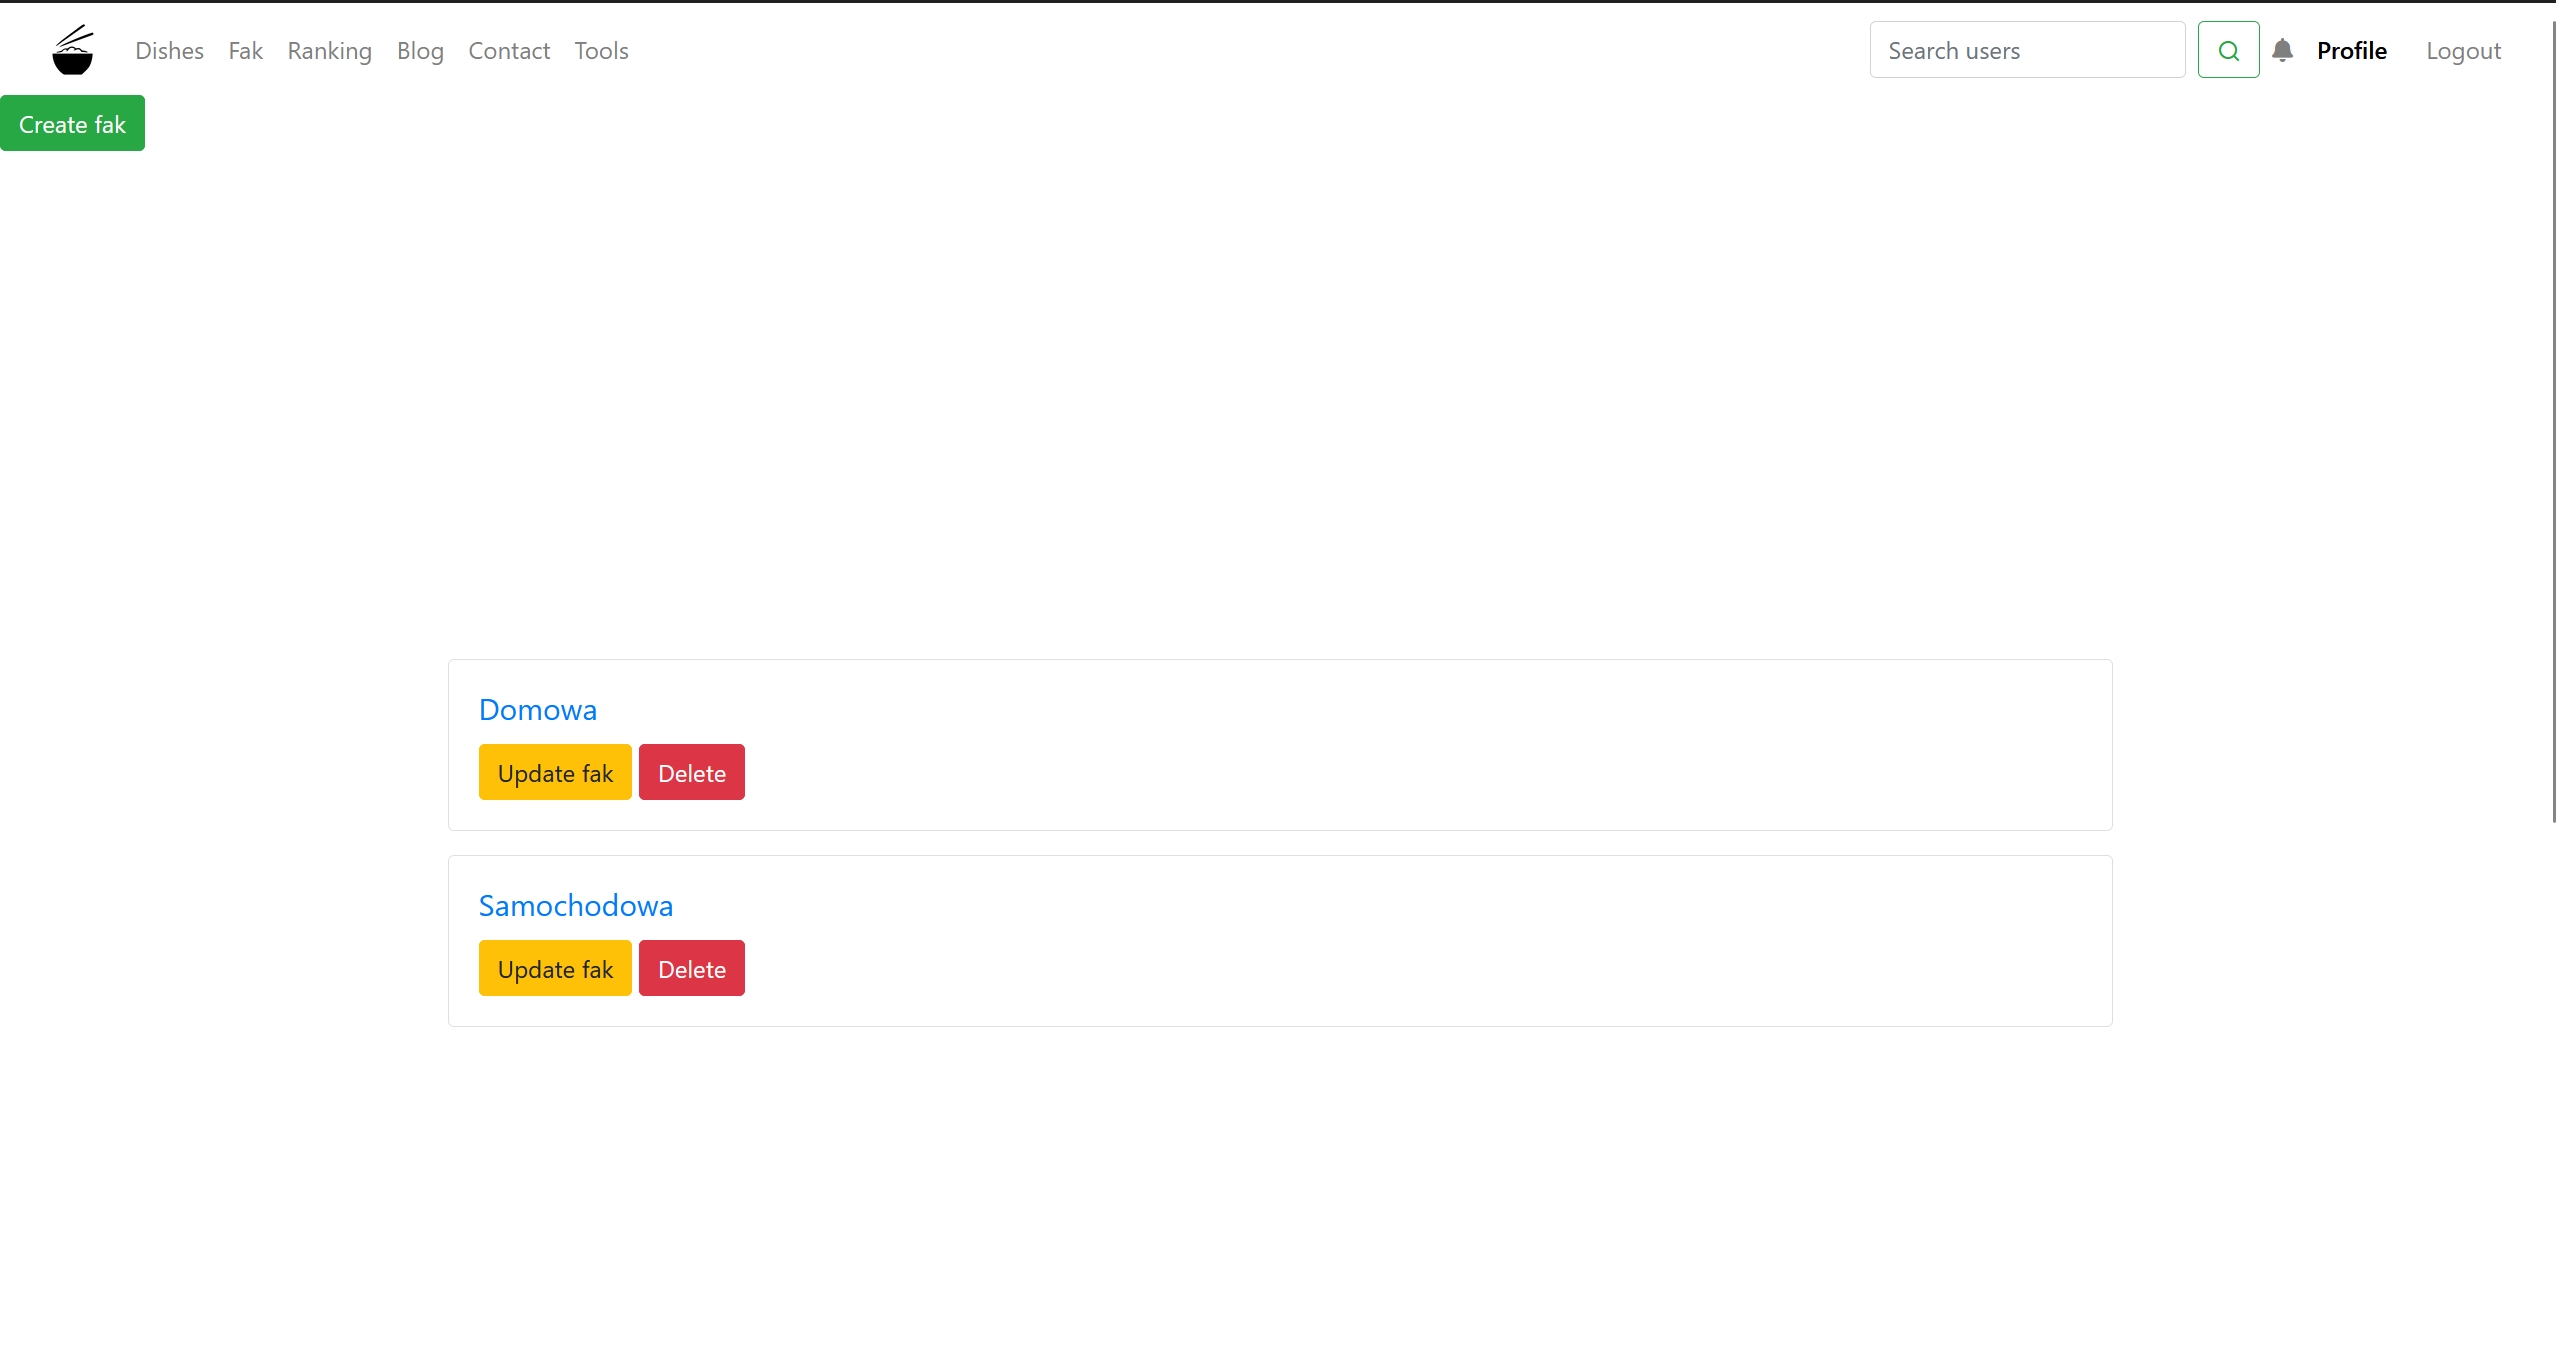 Dishes Fak Ranking Blog Contact Tools Search users Profile Logout
Create fak
Domowa
Update fak Delete
Samochodowa
Update fak Delete